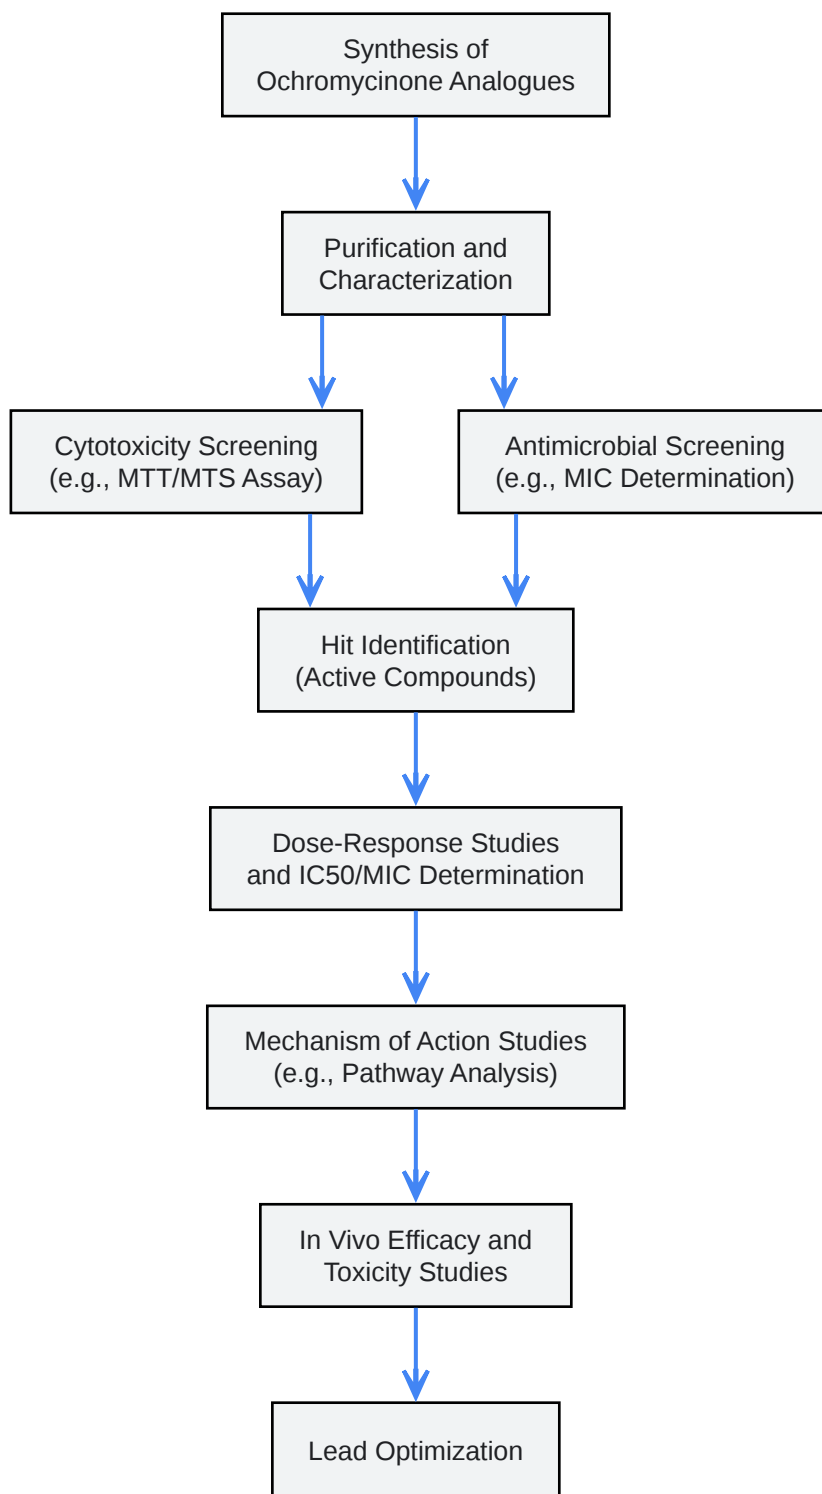 Synthesis of
Ochromycinone Analogues
Purification and
Characterization
Cytotoxicity Screening
(e.g., MTT/MTS Assay)
Antimicrobial Screening
(e.g., MIC Determination)
Hit Identification
(Active Compounds)
Dose-Response Studies
and IC50/MIC Determination
Mechanism of Action Studies
(e.g., Pathway Analysis)
In Vivo Efficacy and
Toxicity Studies
Lead Optimization